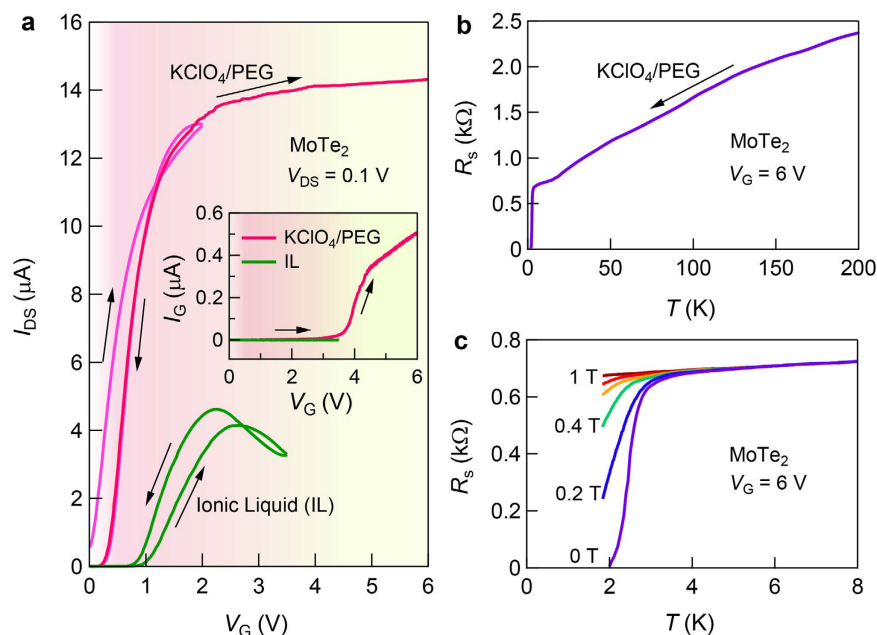 a
16
14
12
10
8
6
4
2
0
I_DS (μA)
KClO₄/PEG
MoTe₂
V_DS = 0.1 V
0.6
0.4
0.2
0
I_G (μA)
KClO₄/PEG
IL
0 2 4 6
V_G (V)
Ionic Liquid (IL)
0 1 2 3 4 5 6
V_G (V)
b
2.5
2.0
1.5
1.0
0.5
0
R_s (kΩ)
KClO₄/PEG
MoTe₂
V_G = 6 V
0 50 100 150 200
T (K)
c
0.8
0.6
0.4
0.2
0
R_s (kΩ)
1 T
0.4 T
0.2 T
0 T
MoTe₂
V_G = 6 V
0 2 4 6 8
T (K)